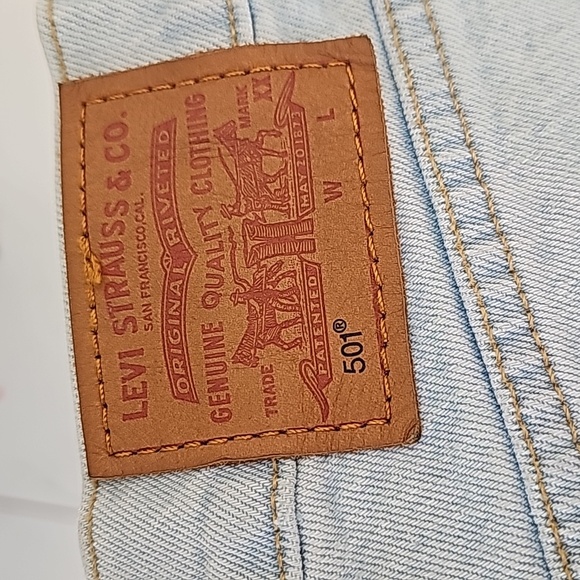 LEVI STRAUSS & CO.
SAN FRANCISCO, CAL.
ORIGINAL RIVETED
GENUINE QUALITY CLOTHING
TRADE MARK
XX
PATENTED MAY 20 1873
501® W L